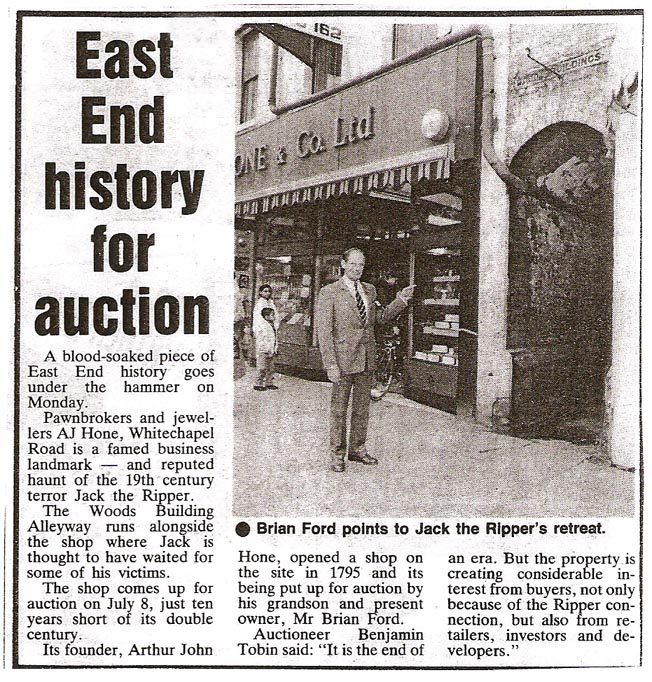 East
End
history
for
auction
A blood-soaked piece of
East End history goes
under the hammer on
Monday.
Pawnbrokers and jewel-
lers AJ Hone, Whitechapel
Road is a famed business
landmark — and reputed
haunt of the 19th century
terror Jack the Ripper.
The Woods Building
Alleyway runs alongside
the shop where Jack is
thought to have waited for
some of his victims.
The shop comes up for
auction on July 8, just ten
years short of its double
century.
Its founder, Arthur John
162
ONE & Co. Ltd
● Brian Ford points to Jack the Ripper's retreat.
Hone, opened a shop on
the site in 1795 and its
being put up for auction by
his grandson and present
owner, Mr Brian Ford.
Auctioneer Benjamin
Tobin said: "It is the end of
an era. But the property is
creating considerable in-
terest from buyers, not only
because of the Ripper con-
nection, but also from re-
tailers, investors and de-
velopers."